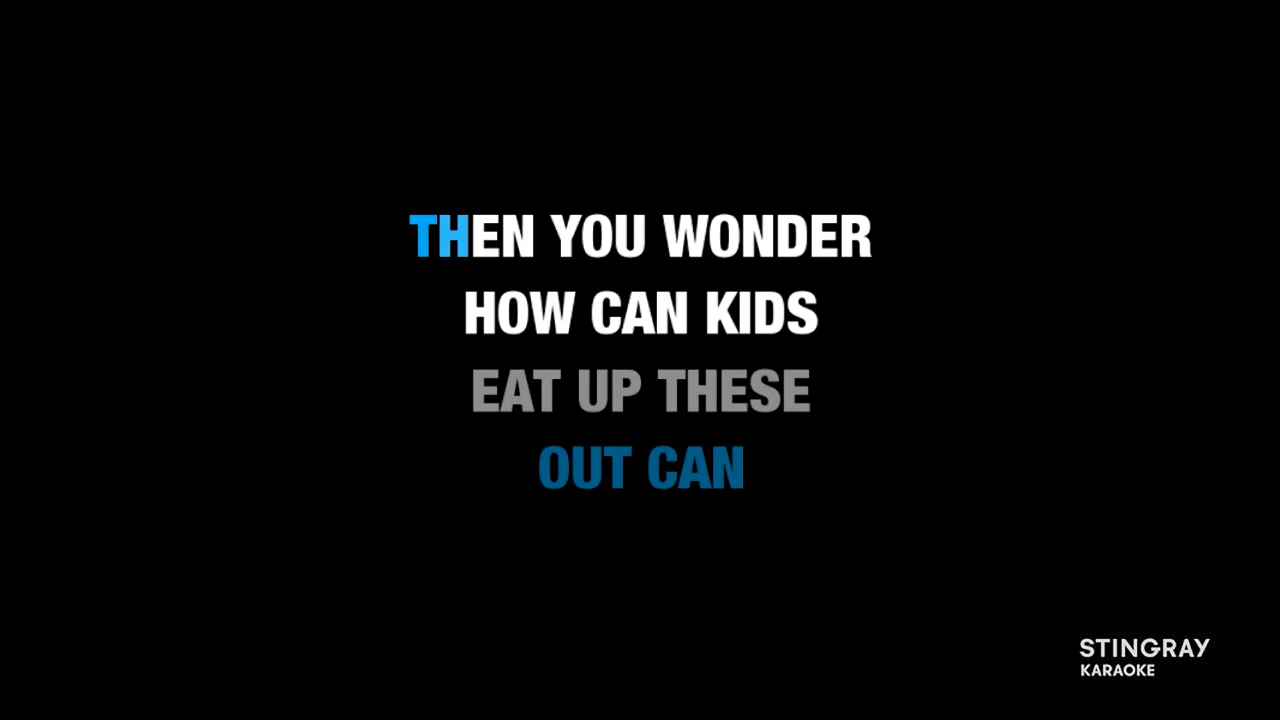 THEN YOU WONDER
HOW CAN KIDS
EAT UP THESE
OUT CAN
STINGRAY
KARAOKE